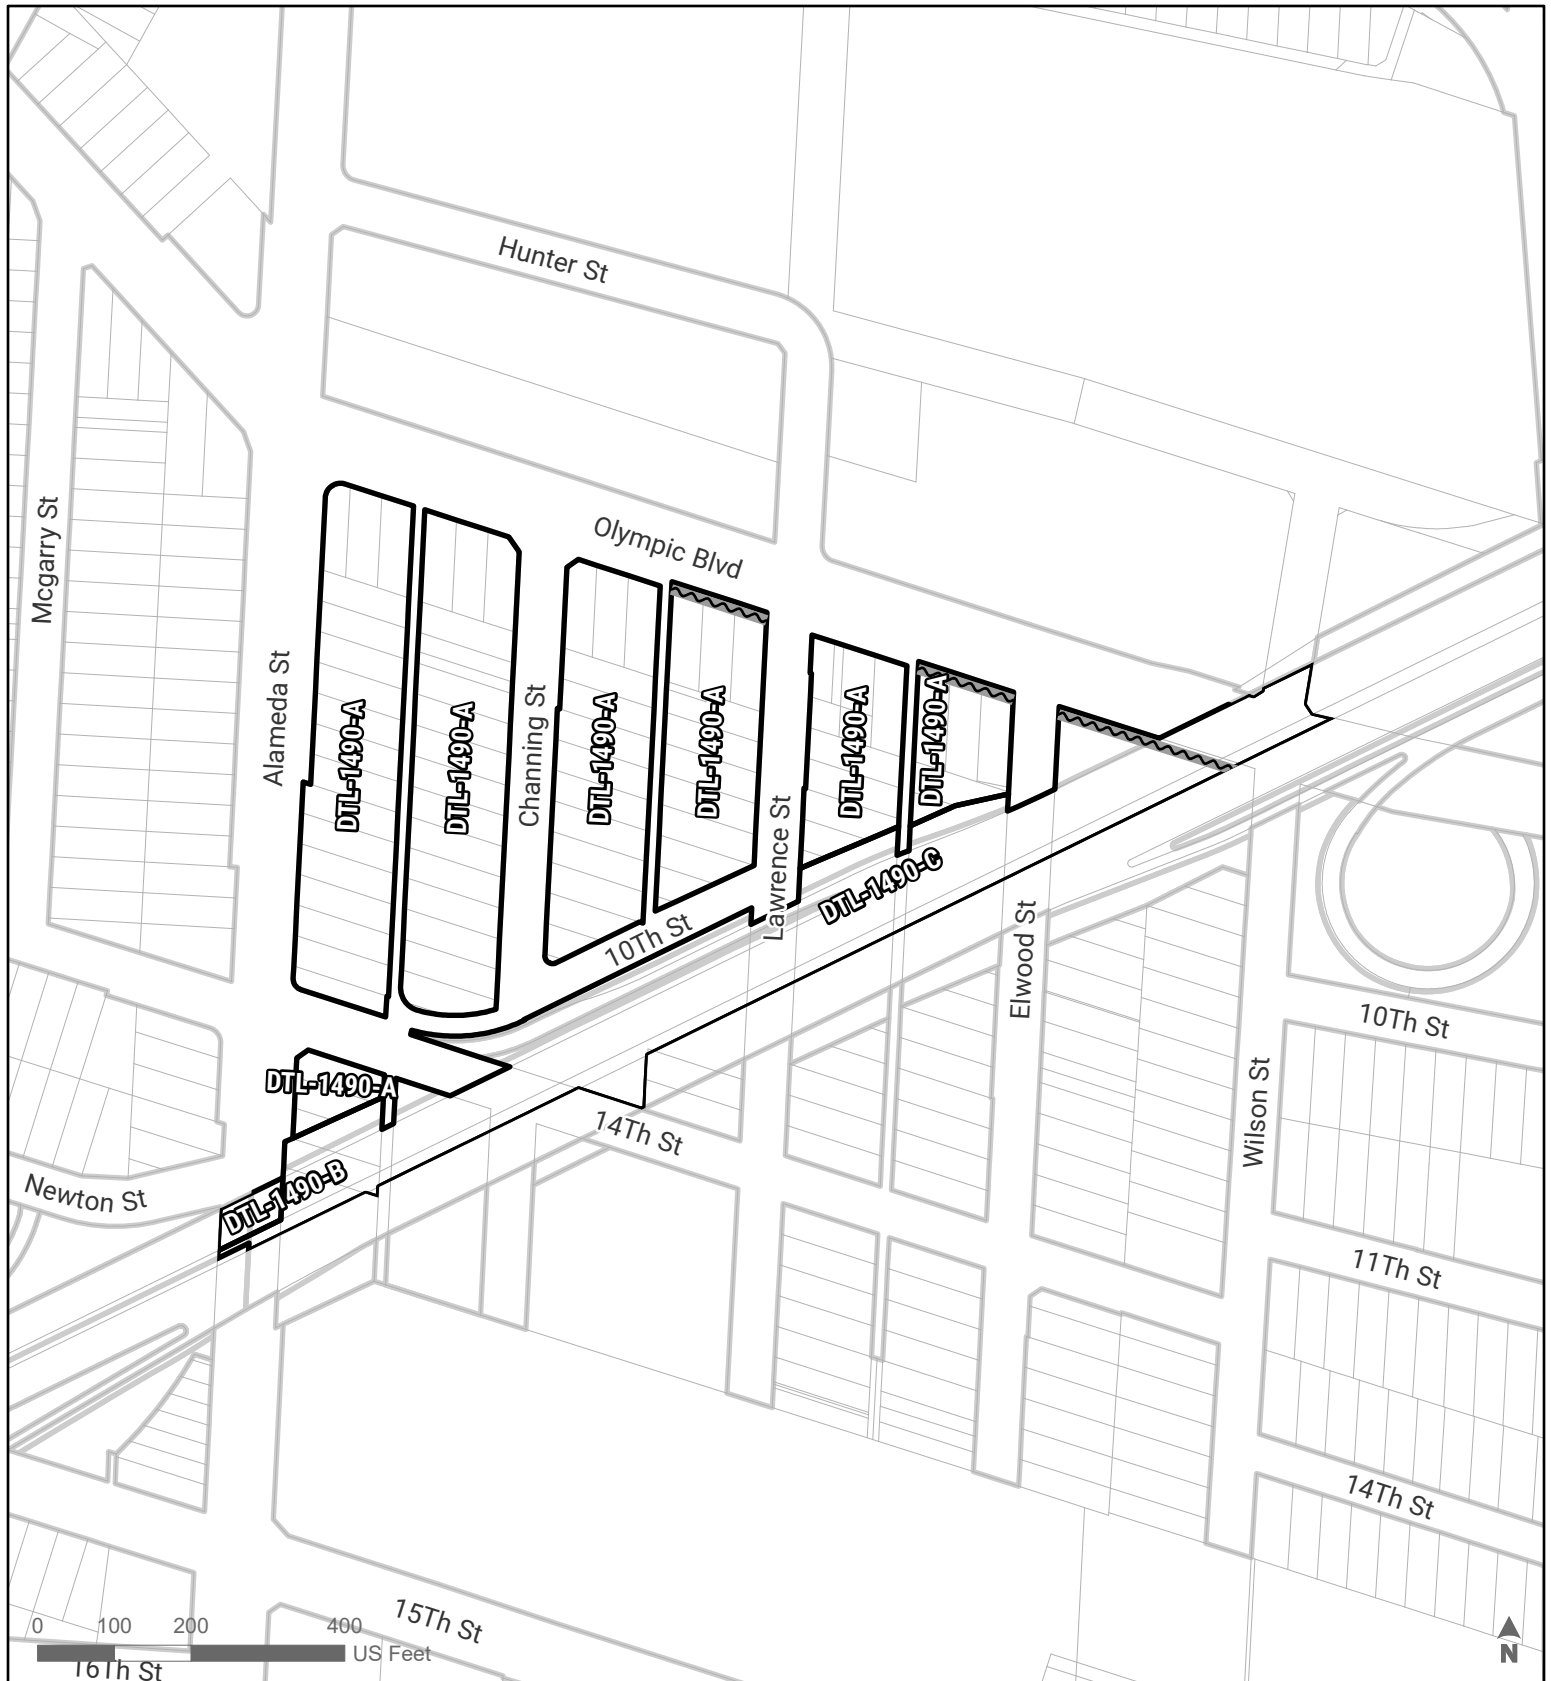 Hunter St
Olympic Blvd
Mcgarry St
Alameda St
Channing St
DTL-1490-A
DTL-1490-A
DTL-1490-A
DTL-1490-A
DTL-1490-A
DTL-1490-A
Lawrence St
DTL-1490-C
10Th St
Elwood St
10Th St
DTL-1490-A
14Th St
Wilson St
Newton St
DTL-1490-B
11Th St
14Th St
15Th St
0 100 200 400
US Feet
16Th St
N